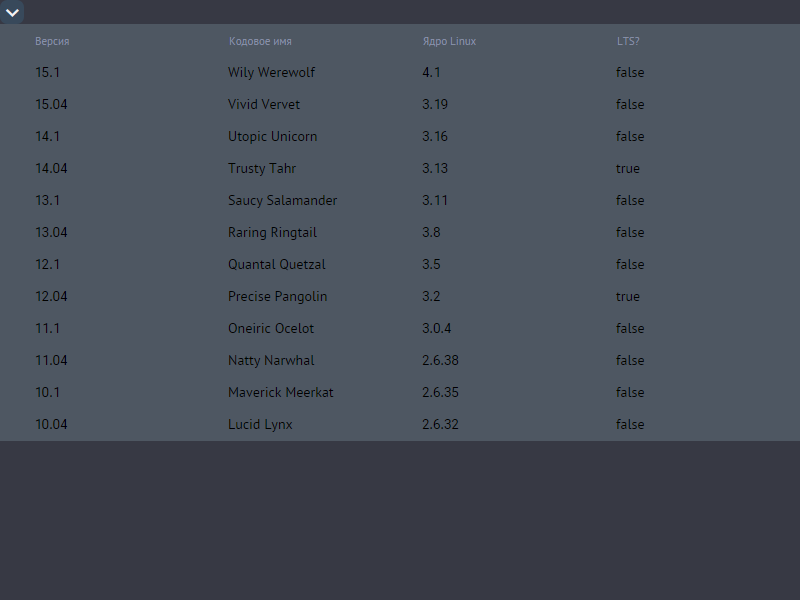 Версия Кодовое имя Ядро Linux LTS?
15.1 Wily Werewolf 4.1 false
15.04 Vivid Vervet 3.19 false
14.1 Utopic Unicorn 3.16 false
14.04 Trusty Tahr 3.13 true
13.1 Saucy Salamander 3.11 false
13.04 Raring Ringtail 3.8 false
12.1 Quantal Quetzal 3.5 false
12.04 Precise Pangolin 3.2 true
11.1 Oneiric Ocelot 3.0.4 false
11.04 Natty Narwhal 2.6.38 false
10.1 Maverick Meerkat 2.6.35 false
10.04 Lucid Lynx 2.6.32 false